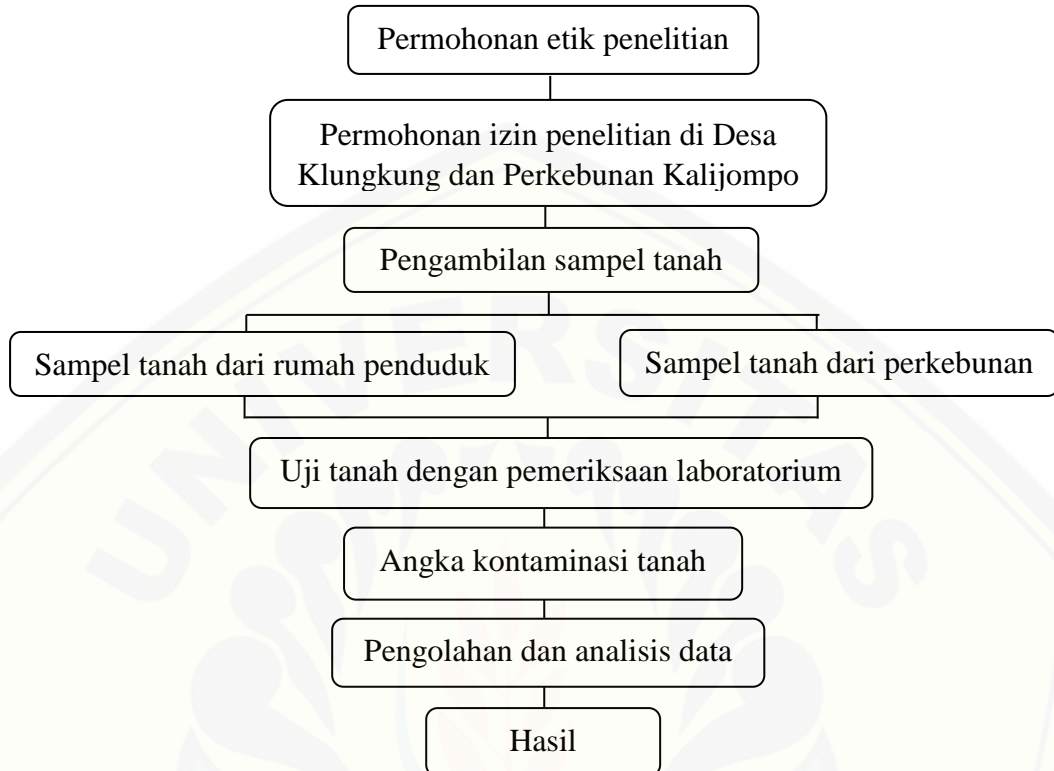 Permohonan etik penelitian
Permohonan izin penelitian di Desa
Klungkung dan Perkebunan Kalijompo
Pengambilan sampel tanah
Sampel tanah dari rumah penduduk
Sampel tanah dari perkebunan
Uji tanah dengan pemeriksaan laboratorium
Angka kontaminasi tanah
Pengolahan dan analisis data
Hasil
UNIVERSITAS